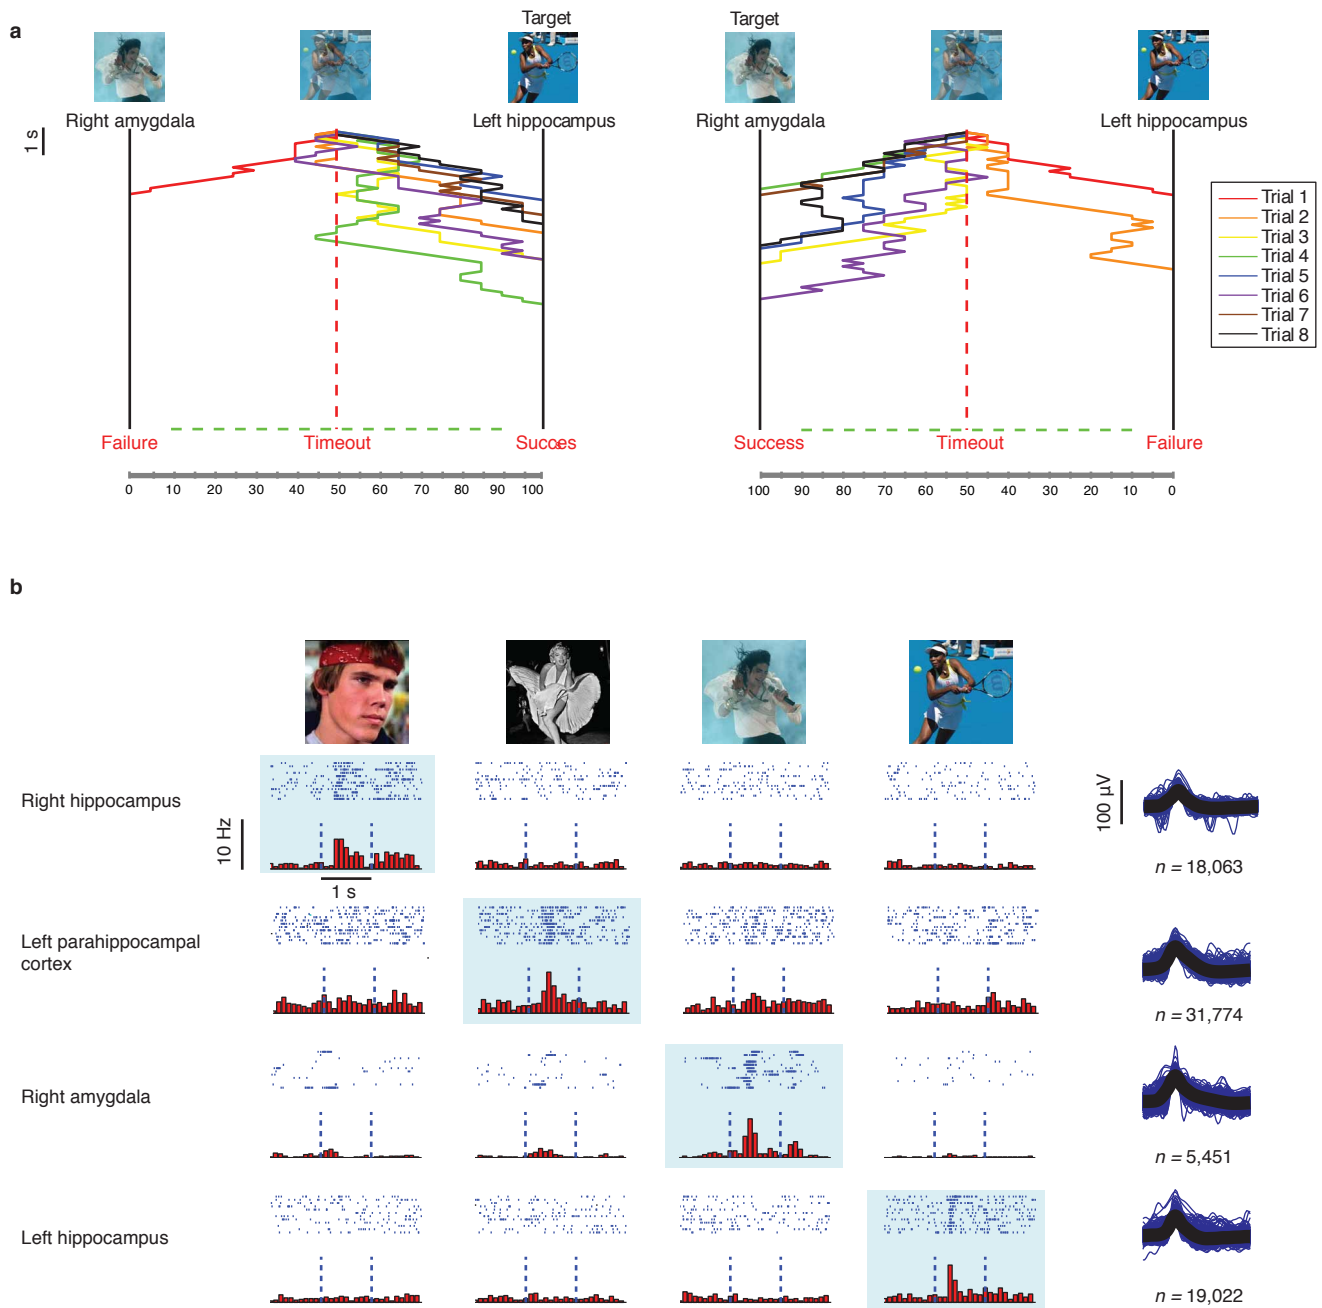 a
Target
Target
Right amygdala
Left hippocampus
Right amygdala
Left hippocampus
1 s
Trial 1
Trial 2
Trial 3
Trial 4
Trial 5
Trial 6
Trial 7
Trial 8
Failure
Timeout
Succes
Success
Timeout
Failure
0 10 20 30 40 50 60 70 80 90 100
100 90 80 70 60 50 40 30 20 10 0
b
Right hippocampus
10 Hz
1 s
100 µV
n = 18,063
Left parahippocampal
cortex
n = 31,774
Right amygdala
n = 5,451
Left hippocampus
n = 19,022